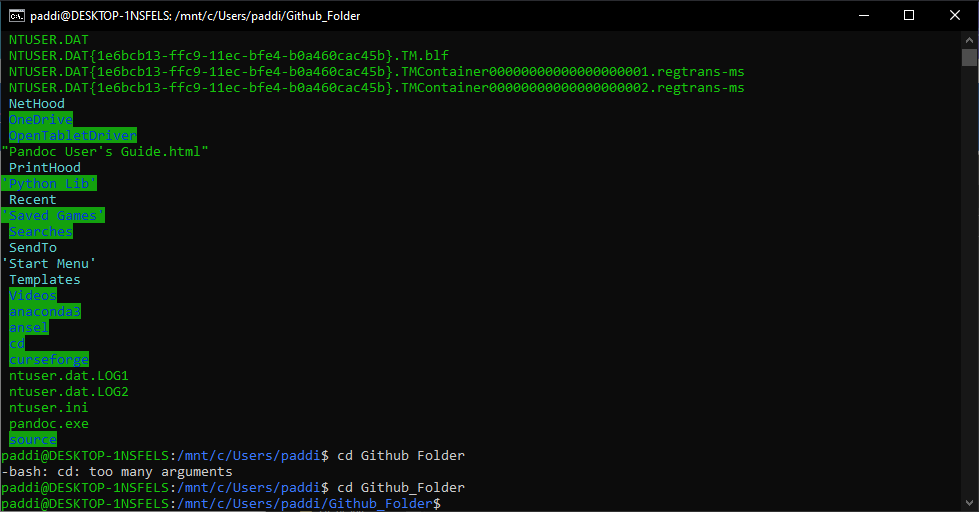 paddi@DESKTOP-1NSFELS: /mnt/c/Users/paddi/Github_Folder
NTUSER.DAT
NTUSER.DAT{1e6bcb13-ffc9-11ec-bfe4-b0a460cac45b}.TM.blf
NTUSER.DAT{1e6bcb13-ffc9-11ec-bfe4-b0a460cac45b}.TMContainer00000000000000000001.regtrans-ms
NTUSER.DAT{1e6bcb13-ffc9-11ec-bfe4-b0a460cac45b}.TMContainer00000000000000000002.regtrans-ms
NetHood
OneDrive
OpenTabletDriver
"Pandoc User's Guide.html"
PrintHood
'Python Lib'
Recent
'Saved Games'
Searches
SendTo
'Start Menu'
Templates
Videos
anaconda3
ansel
cd
curseforge
ntuser.dat.LOG1
ntuser.dat.LOG2
ntuser.ini
pandoc.exe
source
paddi@DESKTOP-1NSFELS:/mnt/c/Users/paddi$ cd Github Folder
-bash: cd: too many arguments
paddi@DESKTOP-1NSFELS:/mnt/c/Users/paddi$ cd Github_Folder
paddi@DESKTOP-1NSFELS:/mnt/c/Users/paddi/Github_Folder$